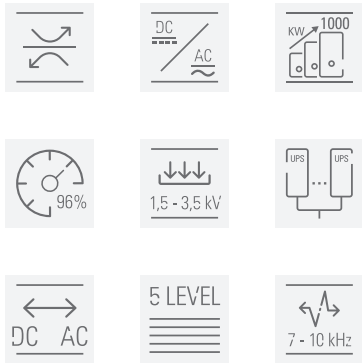 DC
AC
KW 1000
96%
1,5 - 3,5 kV
UPS UPS
DC AC
5 LEVEL
7 - 10 kHz